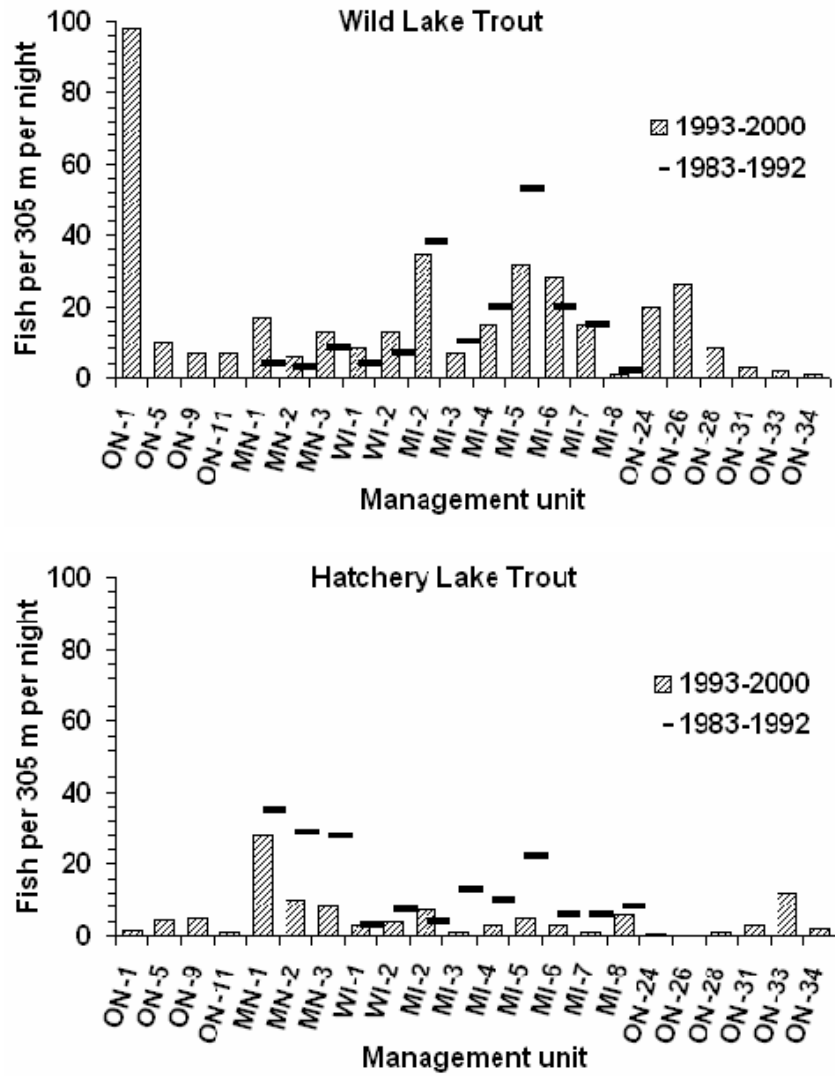 Wild Lake Trout
Fish per 305 m per night
100
80
60
40
20
0
1993-2000
1983-1992
ON-1
ON-5
ON-9
ON-11
MN-1
MN-2
MN-3
WI-1
WI-2
MI-2
MI-3
MI-4
MI-5
MI-6
MI-7
MI-8
ON-24
ON-26
ON-28
ON-31
ON-33
ON-34
Management unit
Hatchery Lake Trout
Fish per 305 m per night
100
80
60
40
20
0
1993-2000
1983-1992
ON-1
ON-5
ON-9
ON-11
MN-1
MN-2
MN-3
WI-1
WI-2
MI-2
MI-3
MI-4
MI-5
MI-6
MI-7
MI-8
ON-24
ON-26
ON-28
ON-31
ON-33
ON-34
Management unit